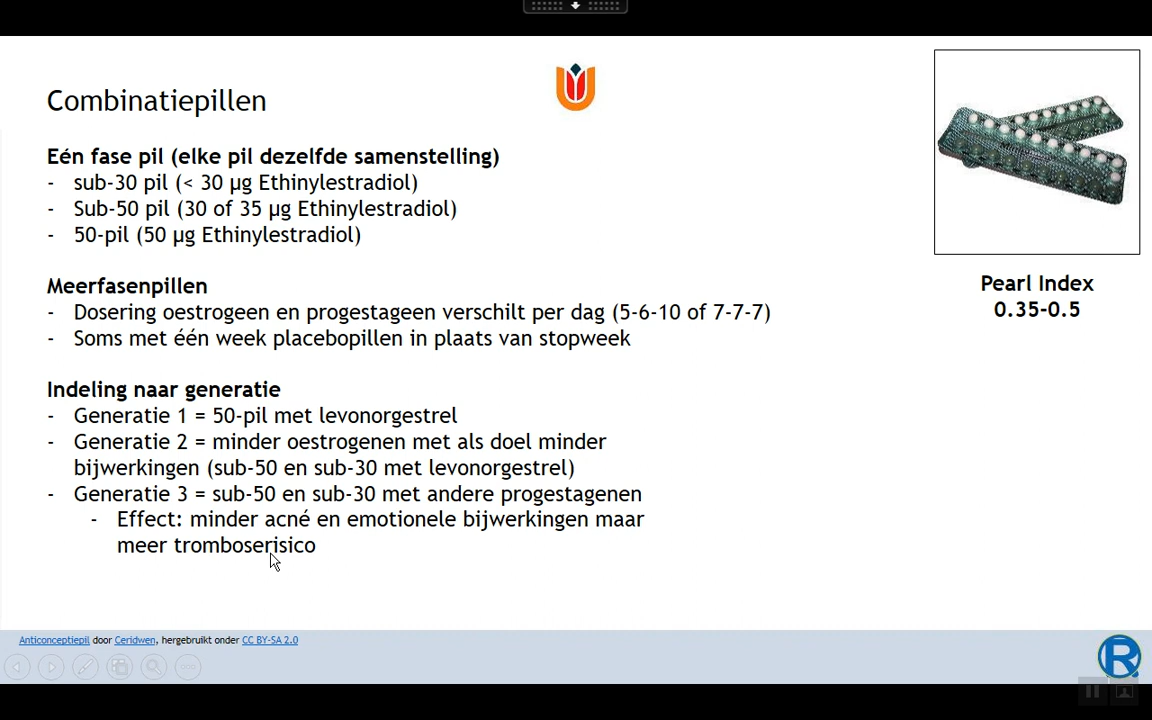 Combinatiepillen
Eén fase pil (elke pil dezelfde samenstelling)
- sub-30 pil (< 30 µg Ethinylestradiol)
- Sub-50 pil (30 of 35 µg Ethinylestradiol)
- 50-pil (50 µg Ethinylestradiol)
Meerfasenpillen
- Dosering oestrogeen en progestageen verschilt per dag (5-6-10 of 7-7-7)
- Soms met één week placebopillen in plaats van stopweek
Indeling naar generatie
- Generatie 1 = 50-pil met levonorgestrel
- Generatie 2 = minder oestrogenen met als doel minder
bijwerkingen (sub-50 en sub-30 met levonorgestrel)
- Generatie 3 = sub-50 en sub-30 met andere progestagenen
- Effect: minder acné en emotionele bijwerkingen maar
meer tromboserisico
Pearl Index
0.35-0.5
Anticonceptiepil door Ceridwen, hergebruikt onder CC BY-SA 2.0
R